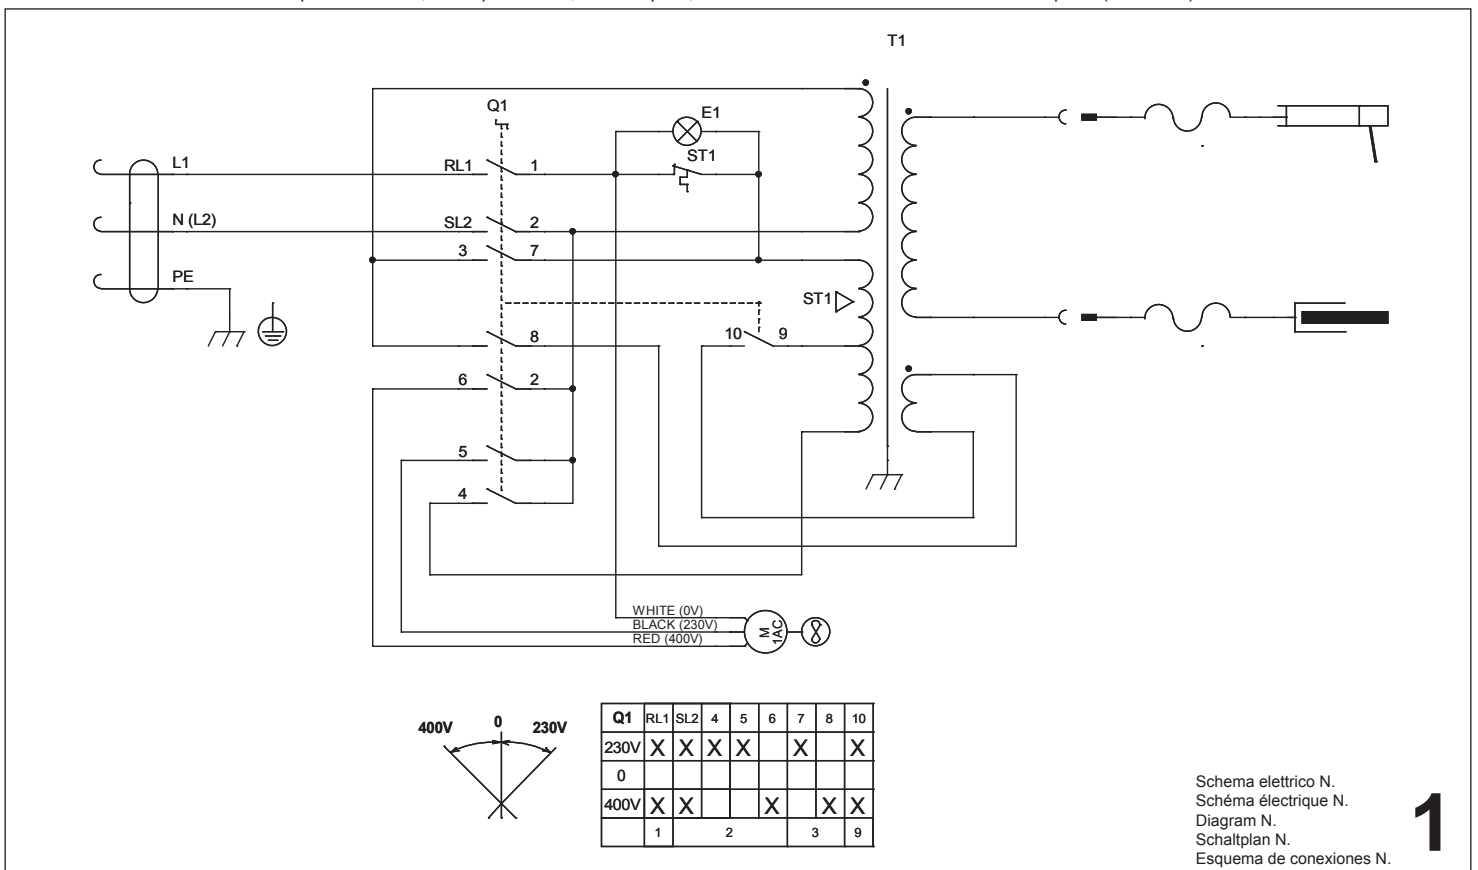 T1
Q1
E1
ST1
L1
RL1
1
N (L2)
SL2
2
3
7
PE
ST1
8
10
9
6
2
5
4
WHITE (0V)
BLACK (230V)
RED (400V)
M
1AC
400V
0
230V
Q1 RL1 SL2 4 5 6 7 8 10
230V X X X X X X
0
400V X X X X X
1 2 3 9
Schema elettrico N.
Schéma électrique N.
Diagram N.
Schaltplan N.
Esquema de conexiones N.
1